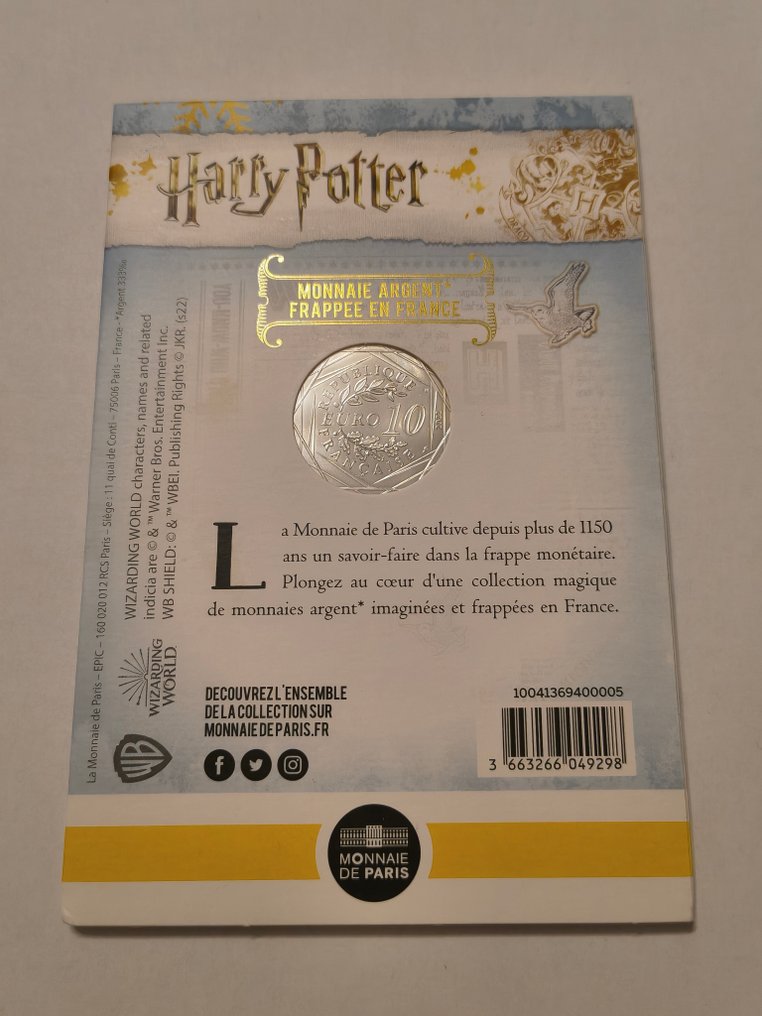 Harry Potter
DRACO
H
MONNAIE ARGENT*
FRAPPÉE EN FRANCE
RÉPUBLIQUE
EURO 10
FRANÇAISE
La Monnaie de Paris cultive depuis plus de 1150
ans un savoir-faire dans la frappe monétaire.
Plongez au cœur d'une collection magique
de monnaies argent* imaginées et frappées en France.
La Monnaie de Paris – EPIC – 160 020 012 RCS Paris – Siège : 11 quai de Conti – 75006 Paris – France - *Argent 333‰
WIZARDING WORLD characters, names and related
indicia are © & ™ Warner Bros. Entertainment Inc.
WB SHIELD: © & ™ WBEI. Publishing Rights © JKR. (s22)
WIZARDING
WORLD
WB
DECOUVREZ L'ENSEMBLE
DE LA COLLECTION SUR
MONNAIEDEPARIS.FR
10041369400005
3 663266 049298
MONNAIE
DE PARIS